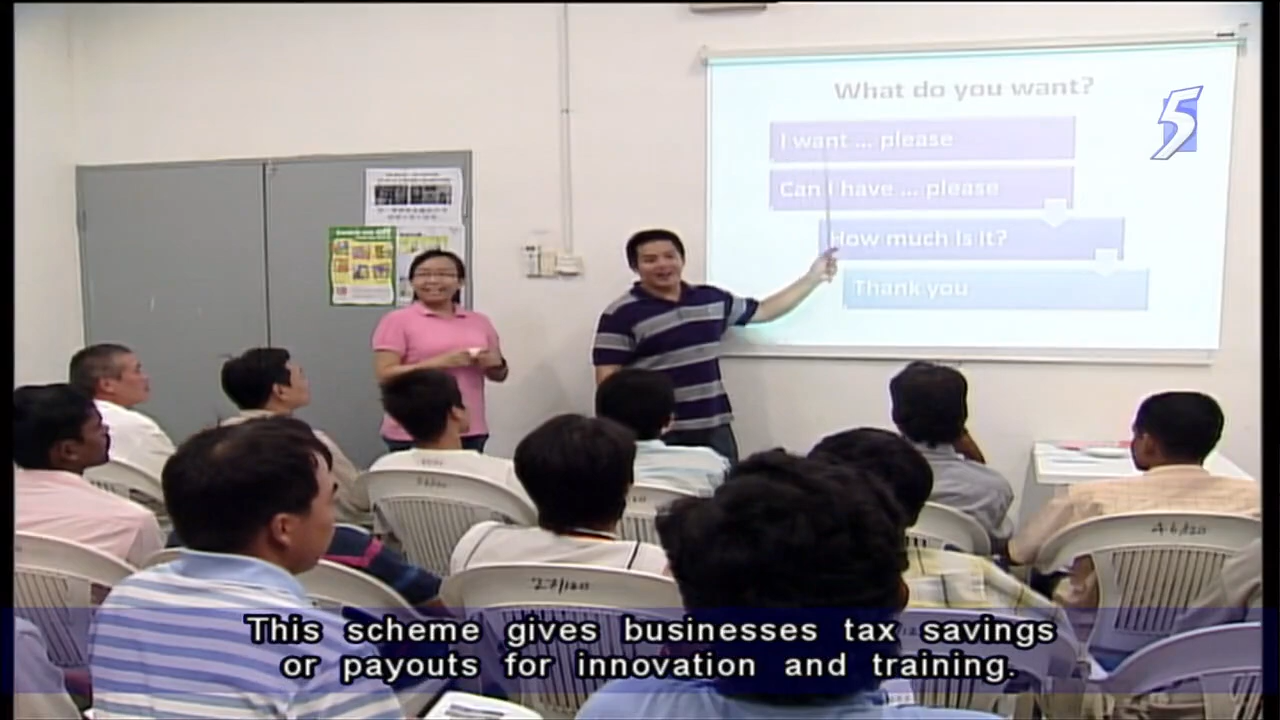 What do you want?
5
I want ... please
Can I have ... please
How much is it?
Thank you
This scheme gives businesses tax savings
or payouts for innovation and training.